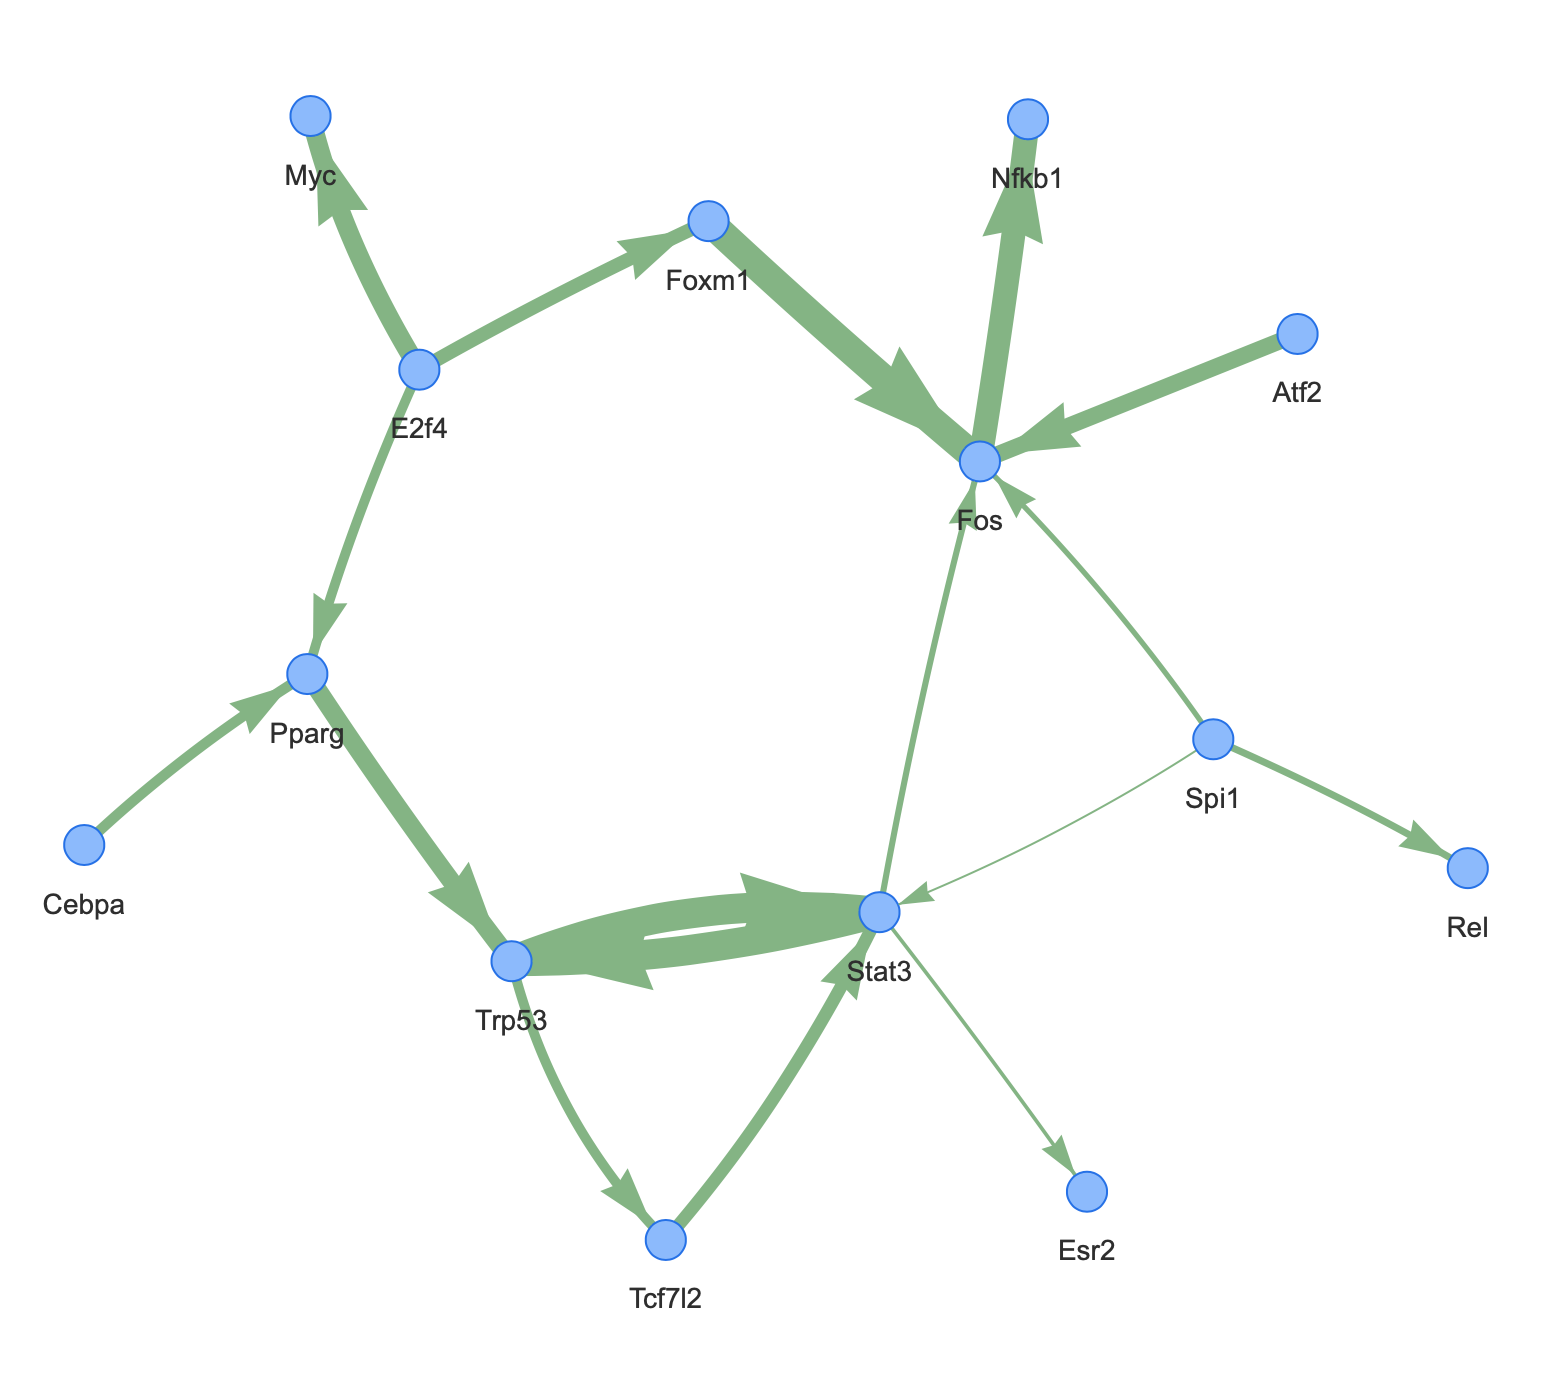 Myc
Nfkb1
Foxm1
Atf2
E2f4
Fos
Pparg
Spi1
Cebpa
Rel
Stat3
Trp53
Esr2
Tcf7l2